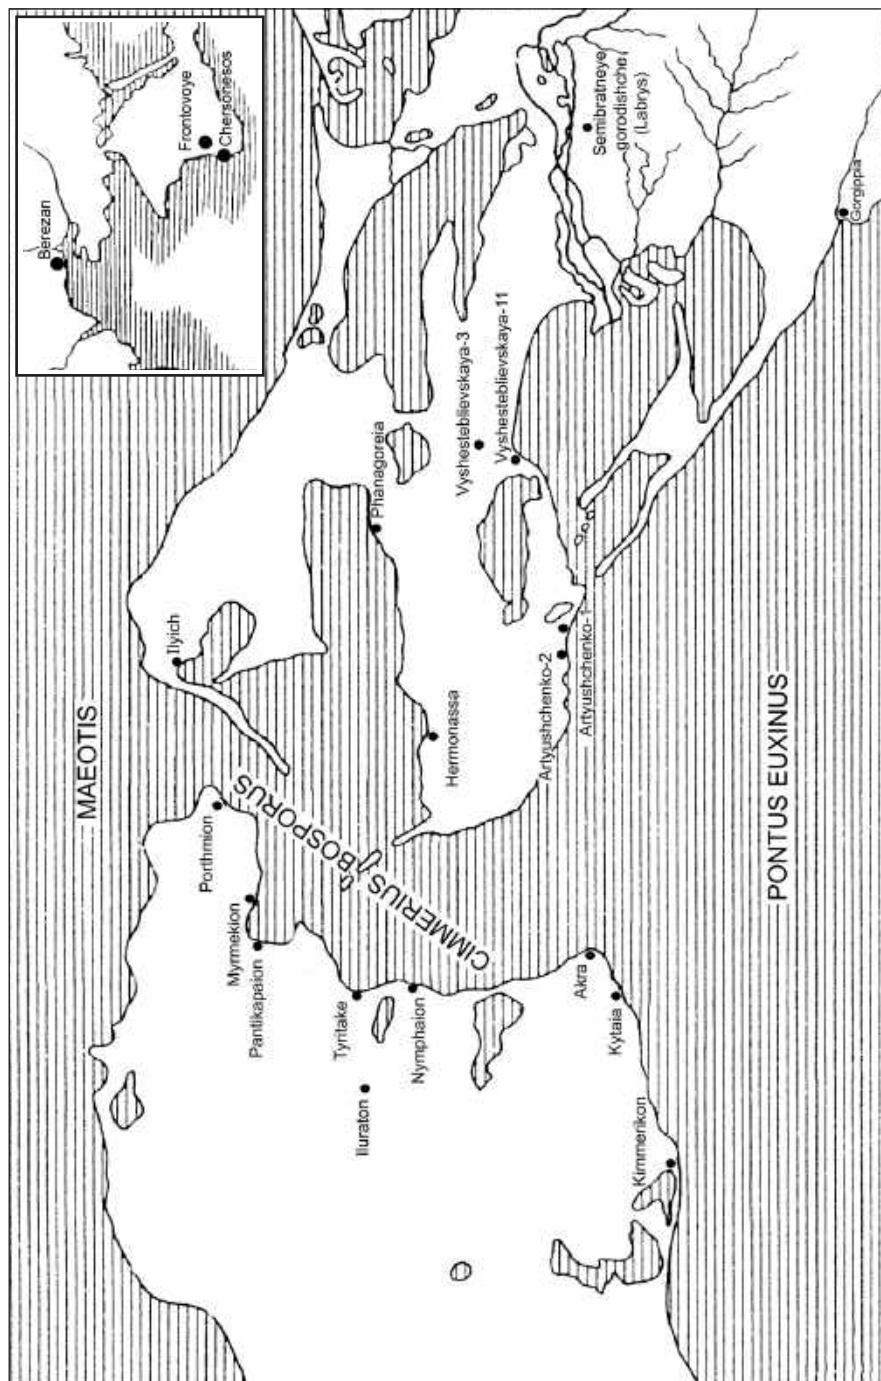 Berezan
Frontovoye
Chersonesos
MAEOTIS
Ilyich
Porthmion
Myrmekion
Pantikapaion
CIMMERIUS BOSPORUS
Phanagoreia
Hermonassa
Tyritake
Nymphaion
Iluraton
Vyshesteblievskaya-3
Vyshesteblievskaya-11
Semibratneye
gorodishche
(Labrys)
Gorgippia
Artyushchenko-2
Artyushchenko-1
Akra
Kytaia
Kimmerikon
PONTUS EUXINUS